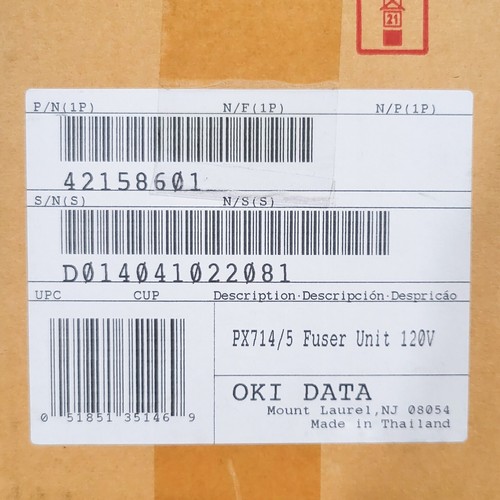 21
P/N(1P) N/F(1P) N/P(1P)
42158601
S/N(S) N/S(S)
D014041022081
UPC CUP Description·Descripción·Despricáo
PX714/5 Fuser Unit 120V
OKI DATA
Mount Laurel,NJ 08054
Made in Thailand
0 51851 35146 9